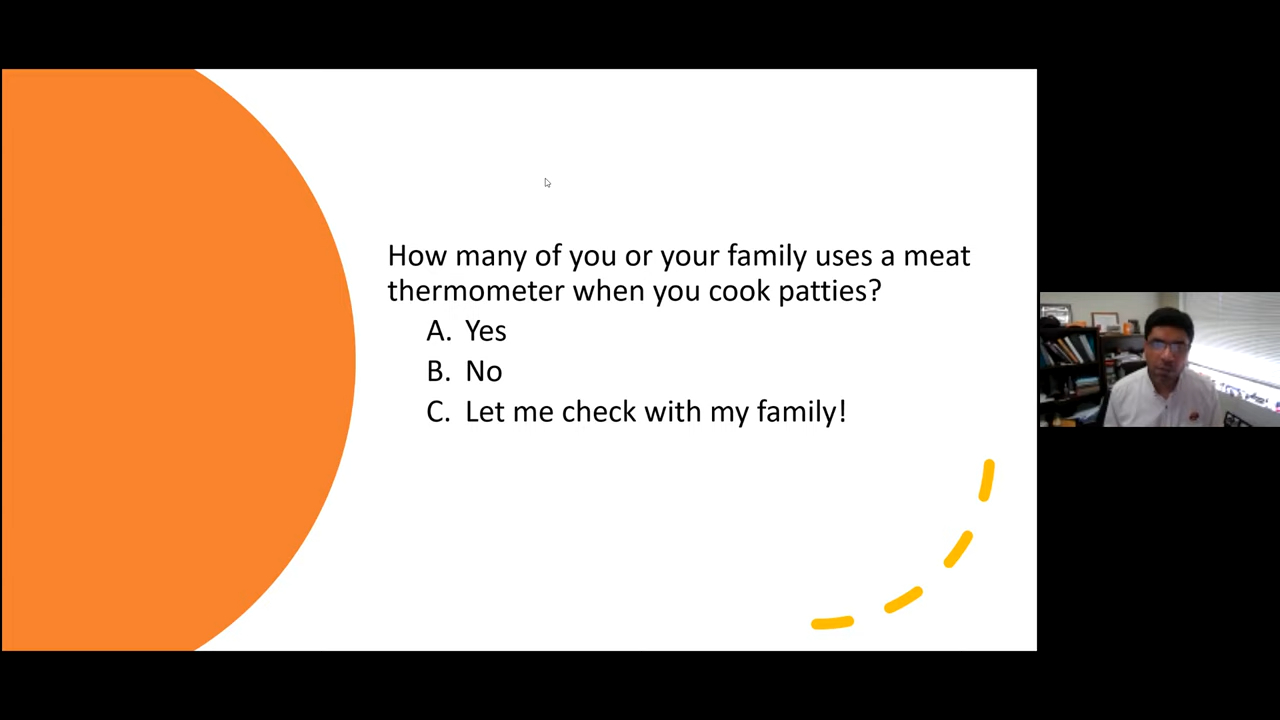 How many of you or your family uses a meat
thermometer when you cook patties?
A. Yes
B. No
C. Let me check with my family!